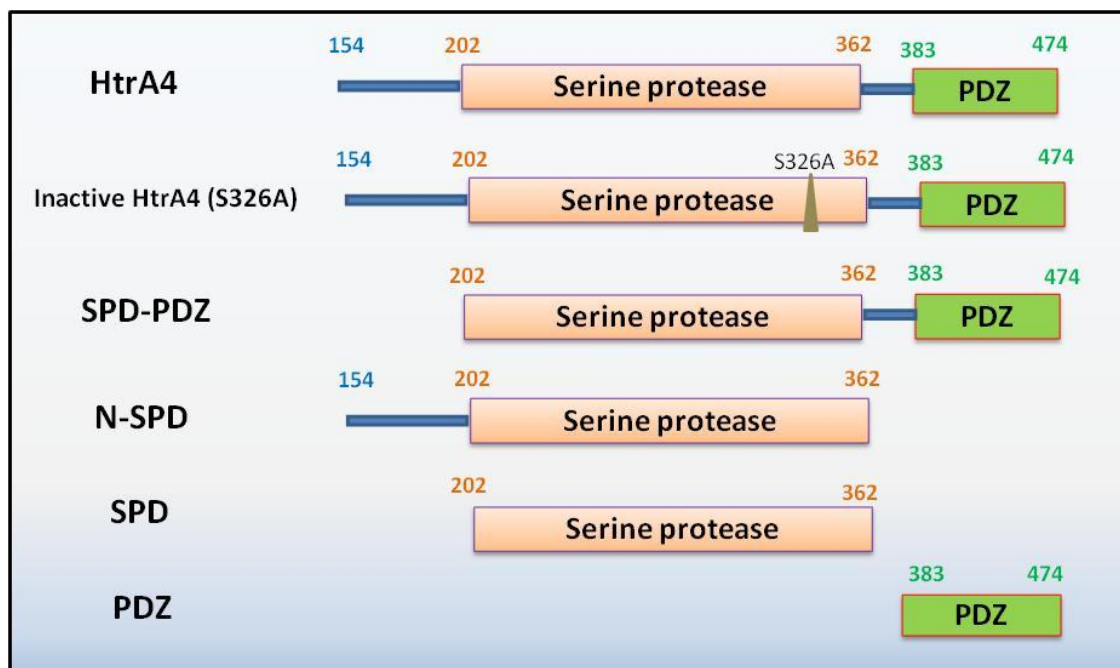 154 202 362 383 474
HtrA4 Serine protease PDZ
154 202 S326A 362 383 474
Inactive HtrA4 (S326A) Serine protease PDZ
202 362 383 474
SPD-PDZ Serine protease PDZ
154 202 362
N-SPD Serine protease
202 362
SPD Serine protease
383 474
PDZ PDZ